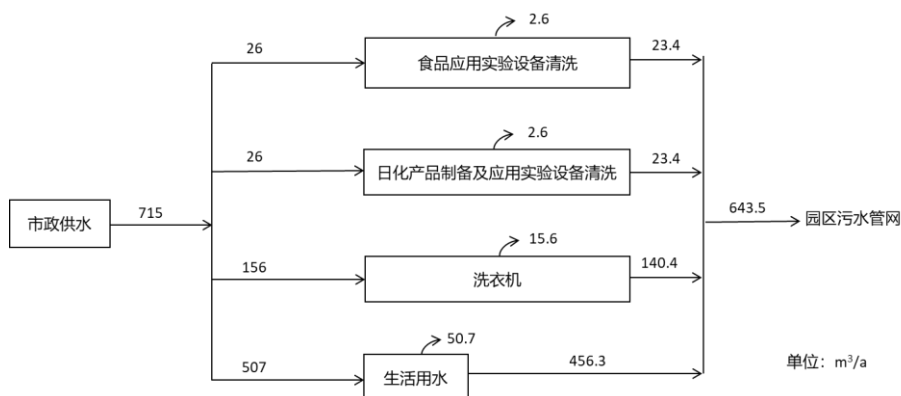 2.6
26
食品应用实验设备清洗
23.4
2.6
26
日化产品制备及应用实验设备清洗
23.4
市政供水
715
643.5
园区污水管网
15.6
156
洗衣机
140.4
50.7
507
生活用水
456.3
单位：m³/a